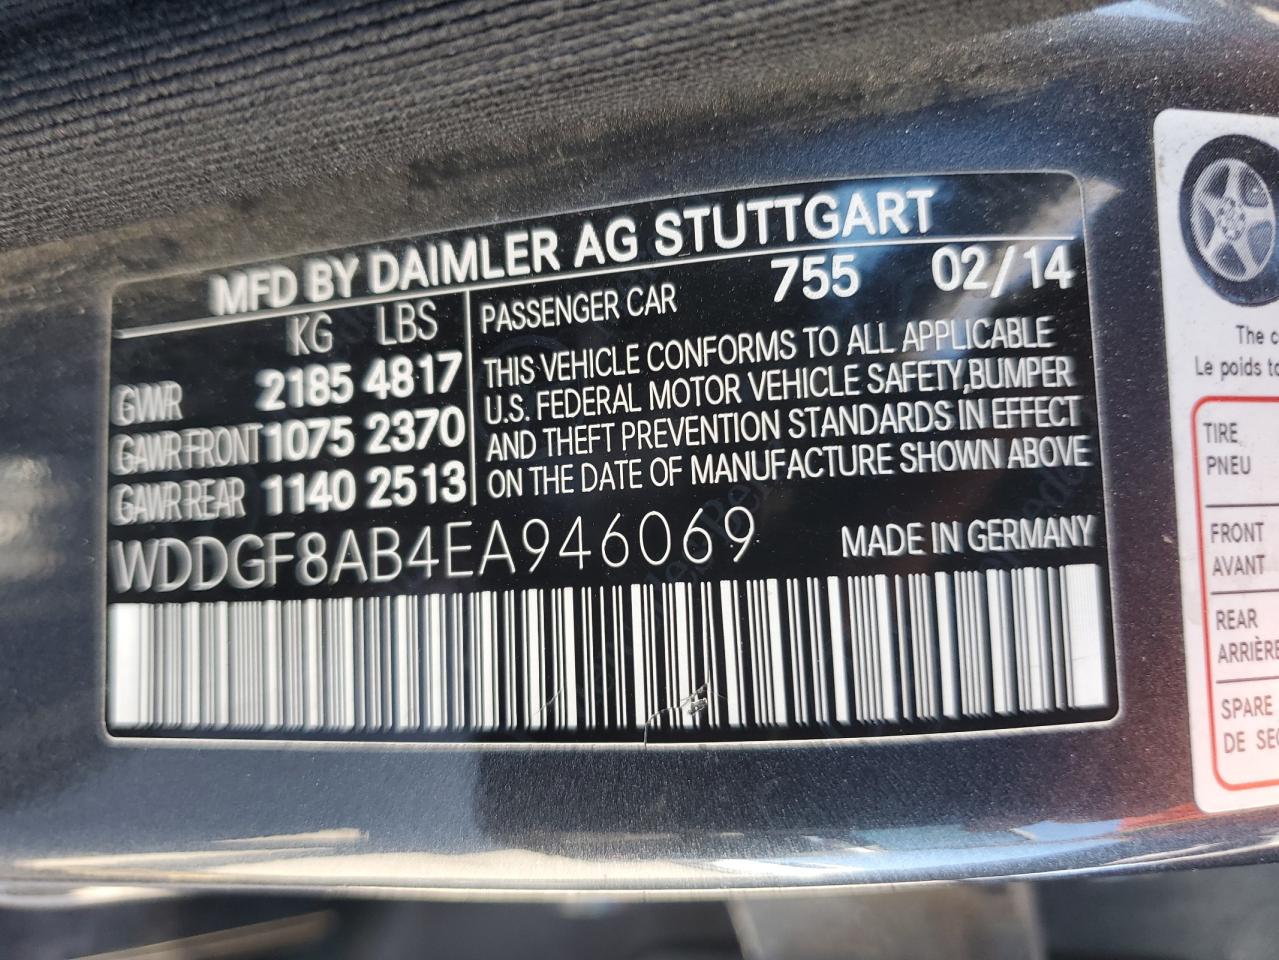 MFD BY DAIMLER AG STUTTGART
KG LBS
GWR 2185 4817
GAWR FRONT 1075 2370
GAWR REAR 1140 2513
PASSENGER CAR 755 02/14
THIS VEHICLE CONFORMS TO ALL APPLICABLE
U.S. FEDERAL MOTOR VEHICLE SAFETY,BUMPER
AND THEFT PREVENTION STANDARDS IN EFFECT
ON THE DATE OF MANUFACTURE SHOWN ABOVE
WDDGF8AB4EA946069 MADE IN GERMANY
The
Le poids
TIRE
PNEU
FRONT
AVANT
REAR
ARRIÈRE
SPARE
DE